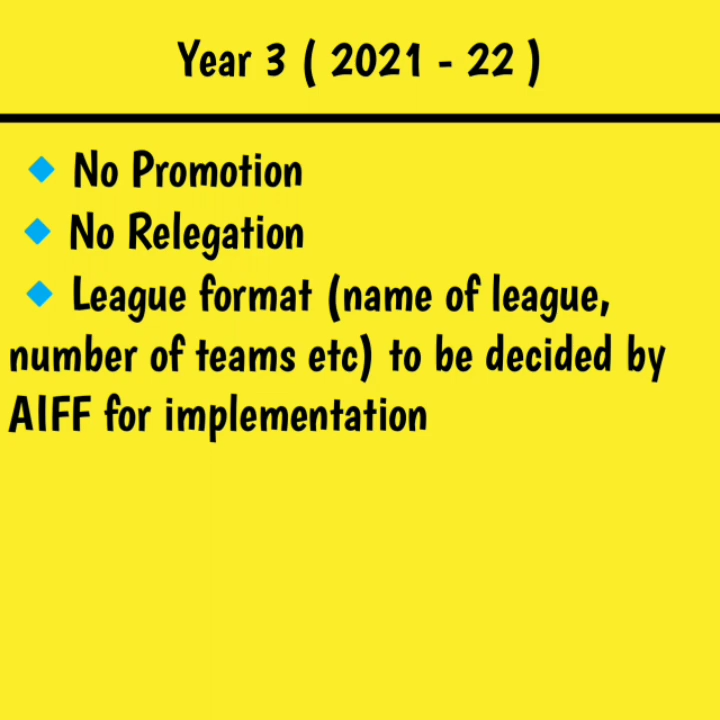 Year 3 ( 2021 - 22 )
🔹 No Promotion
🔹 No Relegation
🔹 League format (name of league,
number of teams etc) to be decided by
AIFF for implementation